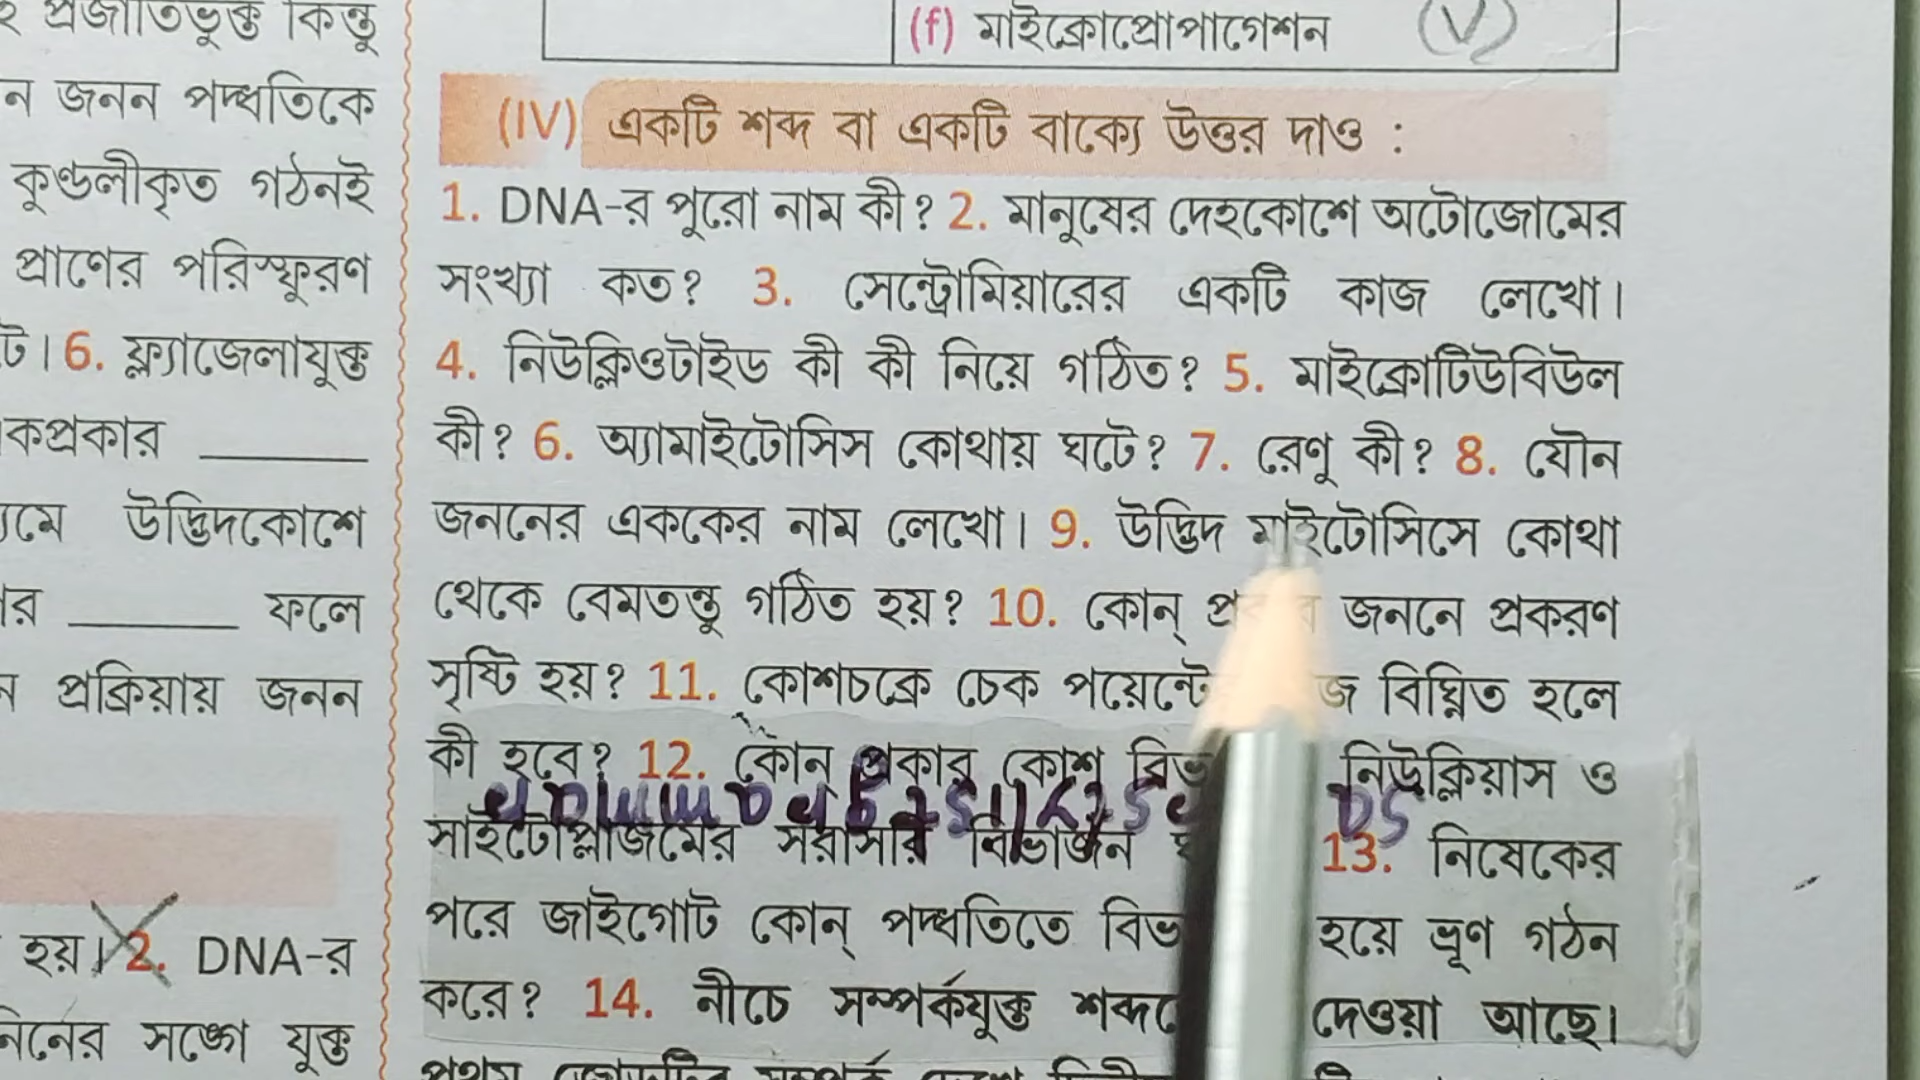 প্রজাতিভুক্ত কিন্তু
ন জনন পদ্ধতিকে
কুণ্ডলীকৃত গঠনই
প্রাণের পরিস্ফুরণ
টে। 6. ফ্ল্যাজেলাযুক্ত
কপ্রকার ______
উদ্ভিদকোশে
______ ফলে
প্রক্রিয়ায় জনন
হয়। 2. DNA-র
সঙ্গে যুক্ত
(f) মাইক্রোপ্রোপাগেশন (V)
(IV) একটি শব্দ বা একটি বাক্যে উত্তর দাও :
1. DNA-র পুরো নাম কী? 2. মানুষের দেহকোশে অটোজোমের
সংখ্যা কত? 3. সেন্ট্রোমিয়ারের একটি কাজ লেখো।
4. নিউক্লিওটাইড কী কী নিয়ে গঠিত? 5. মাইক্রোটিউবিউল
কী? 6. অ্যামাইটোসিস কোথায় ঘটে? 7. রেণু কী? 8. যৌন
জননের এককের নাম লেখো। 9. উদ্ভিদ মাইটোসিসে কোথা
থেকে বেমতন্তু গঠিত হয়? 10. কোন্ জননে প্রকরণ
সৃষ্টি হয়? 11. কোশচক্রে চেক পয়েন্টের বিঘ্নিত হলে
কী হবে? 12. কোন্ প্রকার কোশ নিউক্লিয়াস ও
সাইটোপ্লাজমের সরাসরি বিভাজন 13. নিষেকের
পরে জাইগোট কোন্ পদ্ধতিতে হয়ে ভ্রূণ গঠন
করে? 14. নীচে সম্পর্কযুক্ত দেওয়া আছে।